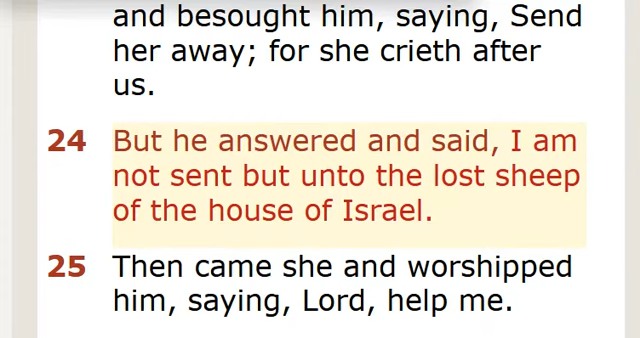 and besought him, saying, Send
her away; for she crieth after
us.
24 But he answered and said, I am
not sent but unto the lost sheep
of the house of Israel.
25 Then came she and worshipped
him, saying, Lord, help me.